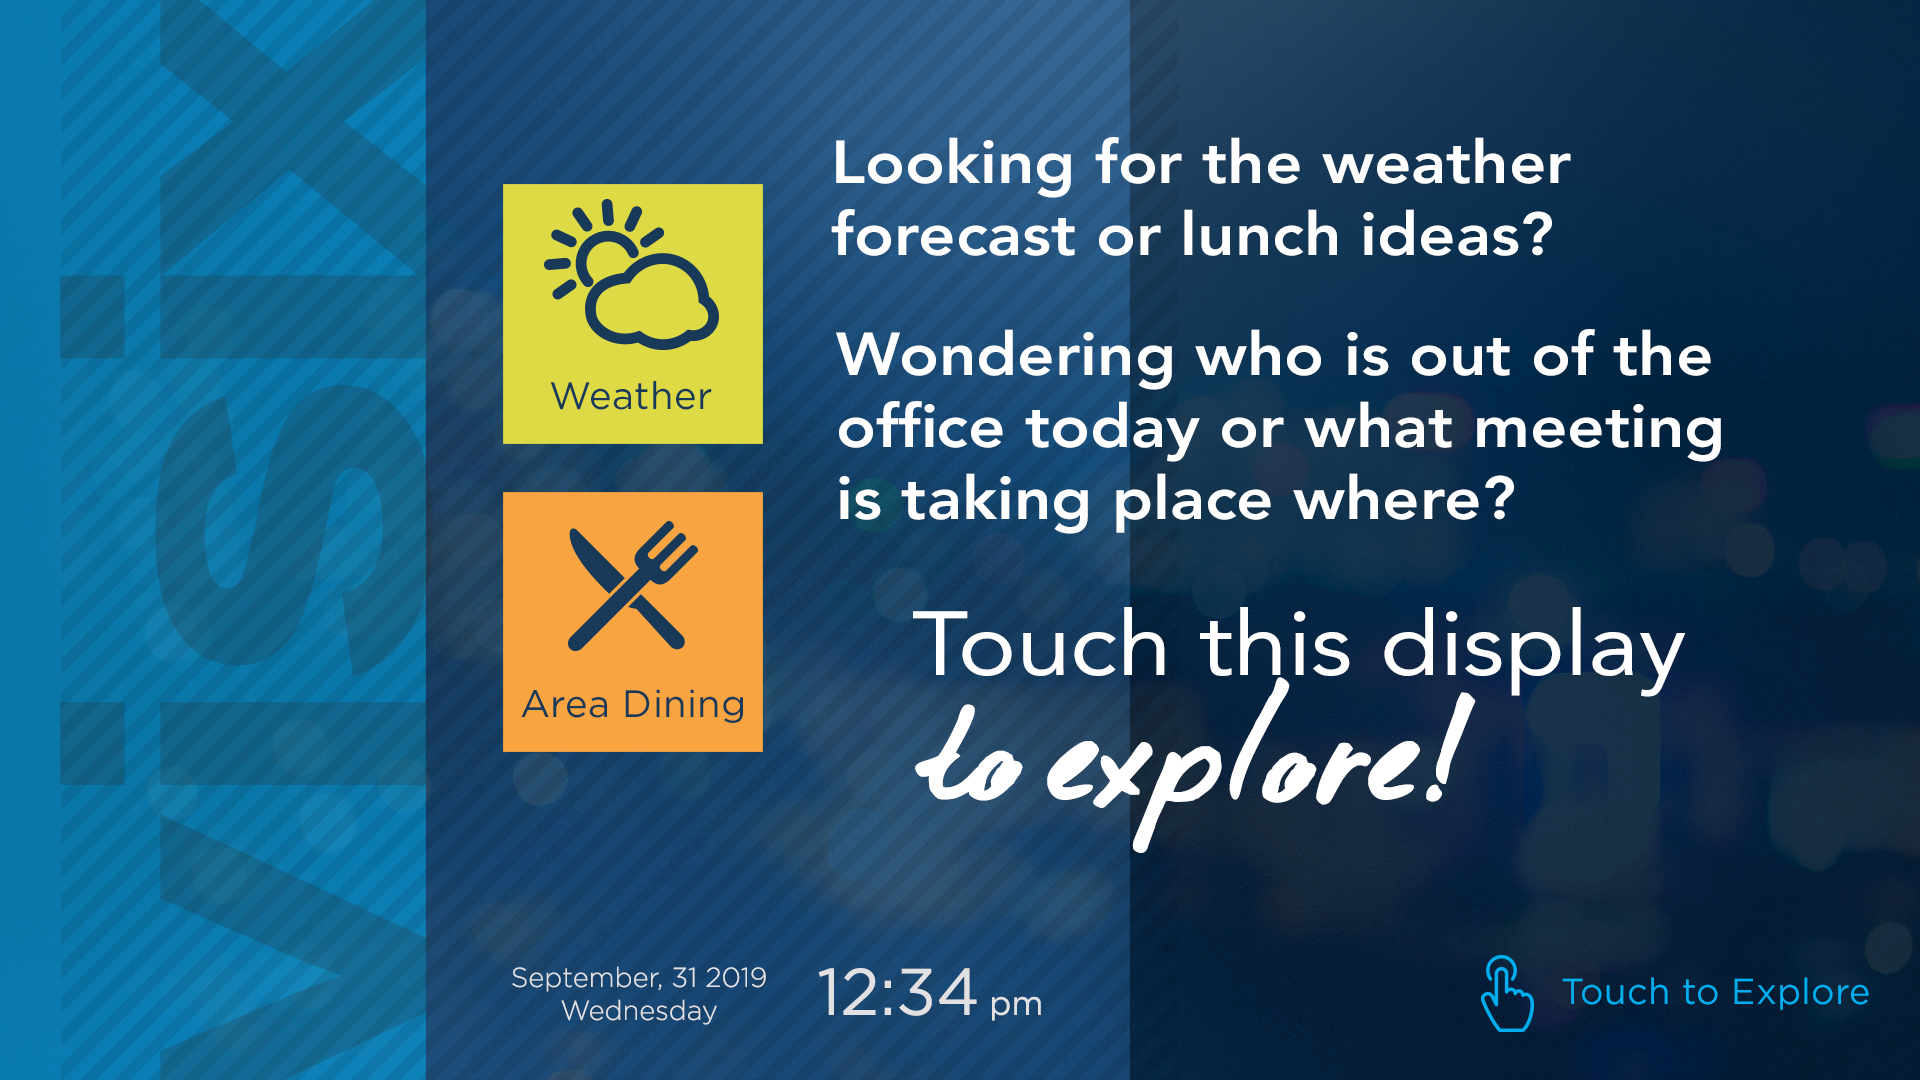 visix
Weather
Area Dining
Looking for the weather
forecast or lunch ideas?
Wondering who is out of the
office today or what meeting
is taking place where?
Touch this display
to explore!
September, 31 2019
Wednesday
12:34 pm
Touch to Explore